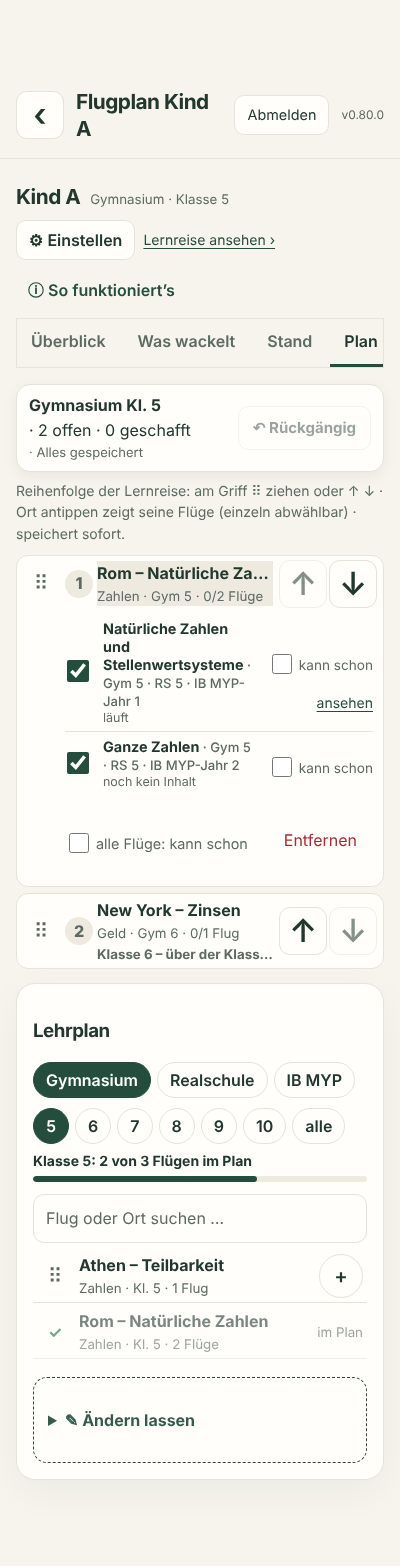 ‹
Flugplan Kind
A
Abmelden
v0.80.0
Kind A Gymnasium · Klasse 5
⚙ Einstellen
Lernreise ansehen ›
ⓘ So funktioniert’s
Überblick
Was wackelt
Stand
Plan
Gymnasium Kl. 5
· 2 offen · 0 geschafft
· Alles gespeichert
↶ Rückgängig
Reihenfolge der Lernreise: am Griff ⠿ ziehen oder ↑ ↓ ·
Ort antippen zeigt seine Flüge (einzeln abwählbar) ·
speichert sofort.
⠿
1
Rom – Natürliche Za…
Zahlen · Gym 5 · 0/2 Flüge
↑
↓
Natürliche Zahlen
und
Stellenwertsysteme ·
Gym 5 · RS 5 · IB MYP-
Jahr 1
läuft
kann schon
ansehen
Ganze Zahlen · Gym 5
· RS 5 · IB MYP-Jahr 2
noch kein Inhalt
kann schon
alle Flüge: kann schon
Entfernen
⠿
2
New York – Zinsen
Geld · Gym 6 · 0/1 Flug
Klasse 6 – über der Klass…
↑
↓
Lehrplan
Gymnasium
Realschule
IB MYP
5
6
7
8
9
10
alle
Klasse 5: 2 von 3 Flügen im Plan
Flug oder Ort suchen …
⠿
Athen – Teilbarkeit
Zahlen · Kl. 5 · 1 Flug
+
✓
Rom – Natürliche Zahlen
Zahlen · Kl. 5 · 2 Flüge
im Plan
▶ ✎ Ändern lassen